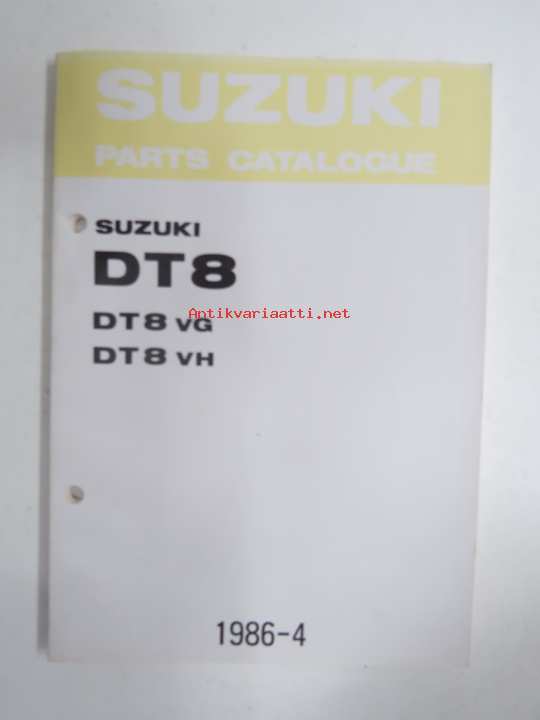 SUZUKI
PARTS CATALOGUE
SUZUKI
DT8
Antikvariaatti.net
DT8 VG
DT8 VH
1986-4